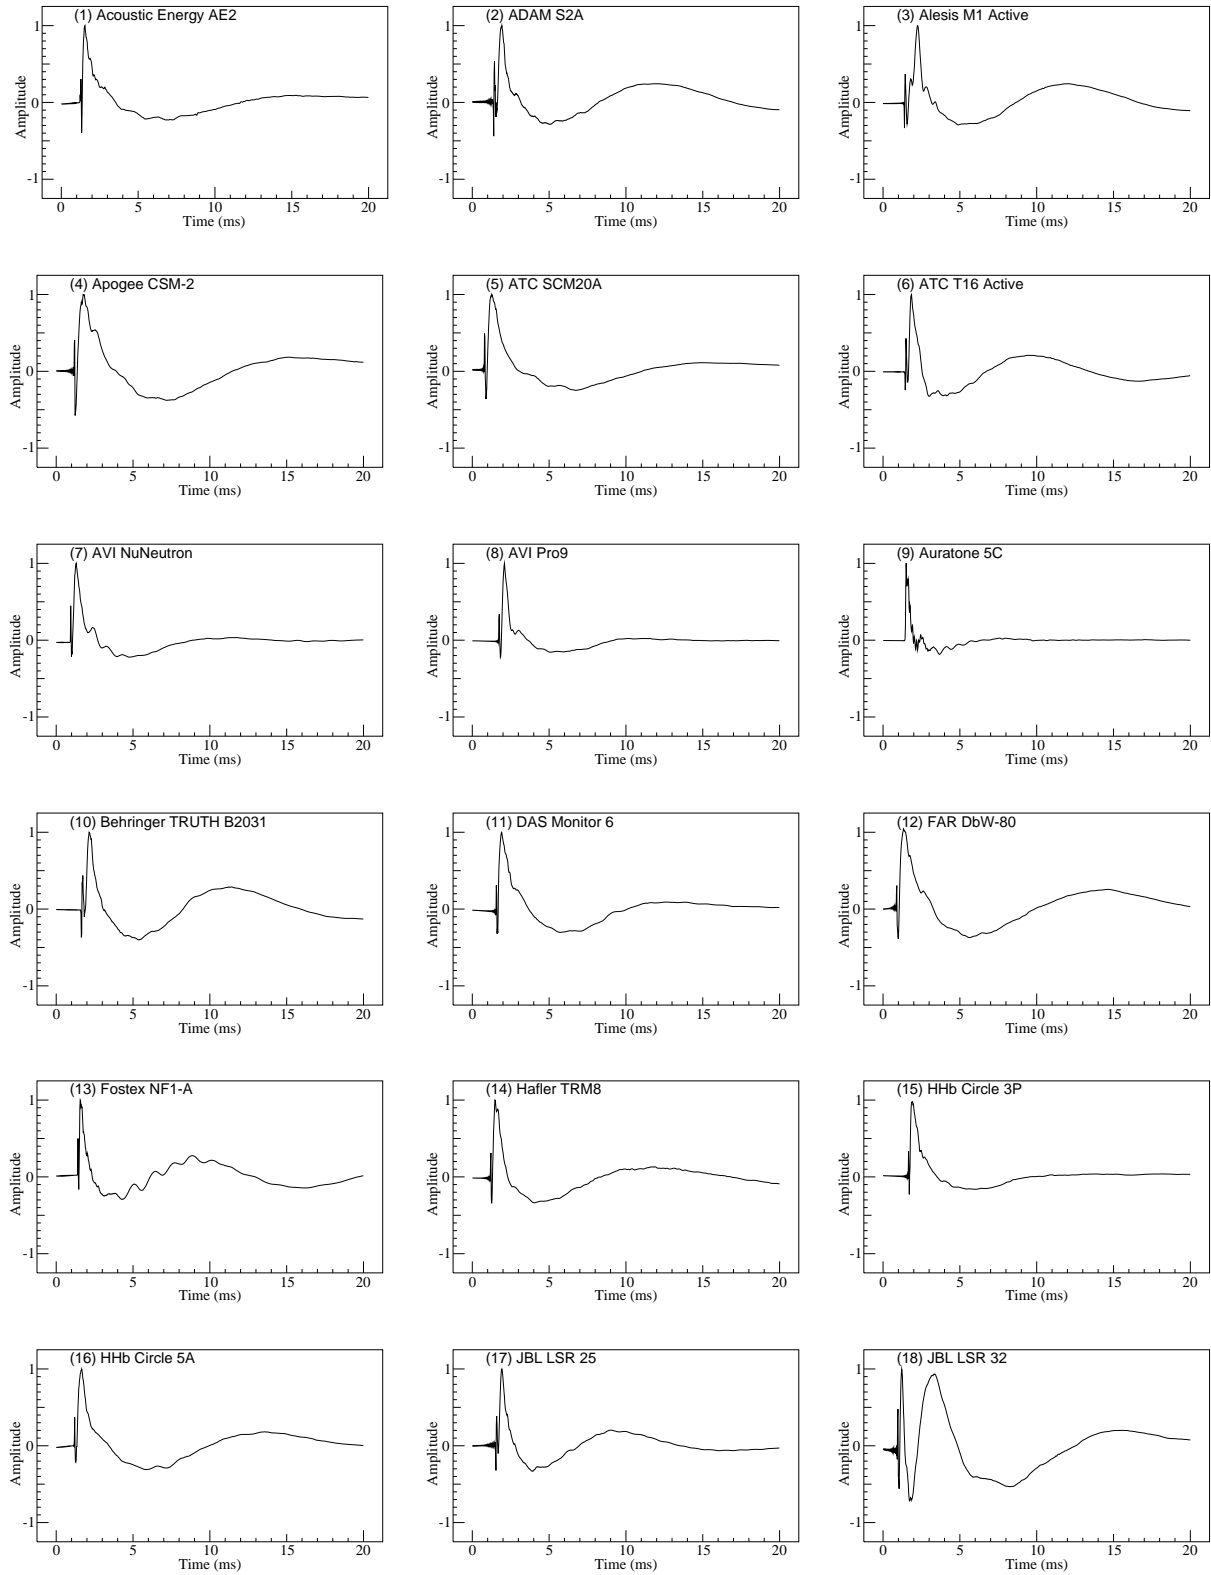 (1) Acoustic Energy AE2
1
0
-1
Amplitude
0 5 10 15 20
Time (ms)
(2) ADAM S2A
1
0
-1
Amplitude
0 5 10 15 20
Time (ms)
(3) Alesis M1 Active
1
0
-1
Amplitude
0 5 10 15 20
Time (ms)
(4) Apogee CSM-2
1
0
-1
Amplitude
0 5 10 15 20
Time (ms)
(5) ATC SCM20A
1
0
-1
Amplitude
0 5 10 15 20
Time (ms)
(6) ATC T16 Active
1
0
-1
Amplitude
0 5 10 15 20
Time (ms)
(7) AVI NuNeutron
1
0
-1
Amplitude
0 5 10 15 20
Time (ms)
(8) AVI Pro9
1
0
-1
Amplitude
0 5 10 15 20
Time (ms)
(9) Auratone 5C
1
0
-1
Amplitude
0 5 10 15 20
Time (ms)
(10) Behringer TRUTH B2031
1
0
-1
Amplitude
0 5 10 15 20
Time (ms)
(11) DAS Monitor 6
1
0
-1
Amplitude
0 5 10 15 20
Time (ms)
(12) FAR DbW-80
1
0
-1
Amplitude
0 5 10 15 20
Time (ms)
(13) Fostex NF1-A
1
0
-1
Amplitude
0 5 10 15 20
Time (ms)
(14) Hafler TRM8
1
0
-1
Amplitude
0 5 10 15 20
Time (ms)
(15) HHb Circle 3P
1
0
-1
Amplitude
0 5 10 15 20
Time (ms)
(16) HHb Circle 5A
1
0
-1
Amplitude
0 5 10 15 20
Time (ms)
(17) JBL LSR 25
1
0
-1
Amplitude
0 5 10 15 20
Time (ms)
(18) JBL LSR 32
1
0
-1
Amplitude
0 5 10 15 20
Time (ms)